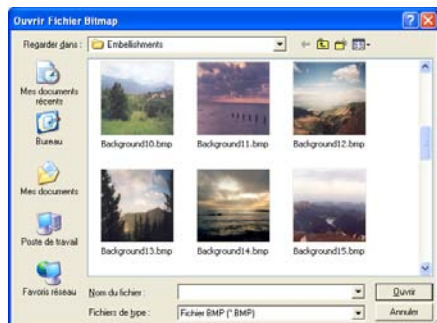 Ouvrir Fichier Bitmap
Regarder dans :
Embellishments
Mes documents
récents
Bureau
Mes documents
Poste de travail
Favoris réseau
Background10.bmp
Background11.bmp
Background12.bmp
Background13.bmp
Background14.bmp
Background15.bmp
Nom du fichier :
Ouvrir
Fichiers de type :
Fichier BMP (*.BMP)
Annuler